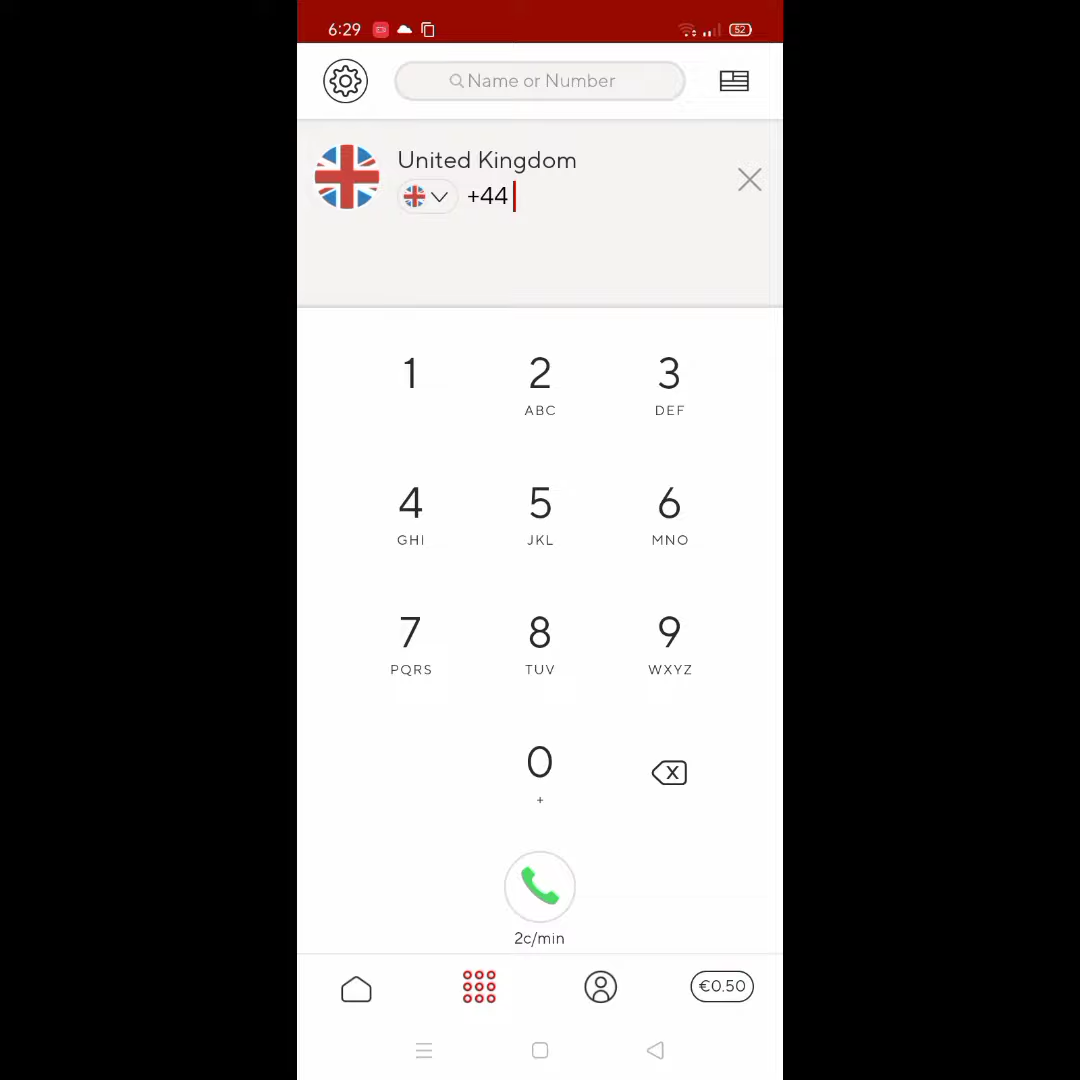 6:29 52
Name or Number
United Kingdom
+44
1 2 3
ABC DEF
4 5 6
GHI JKL MNO
7 8 9
PQRS TUV WXYZ
0
+
2c/min
€0.50